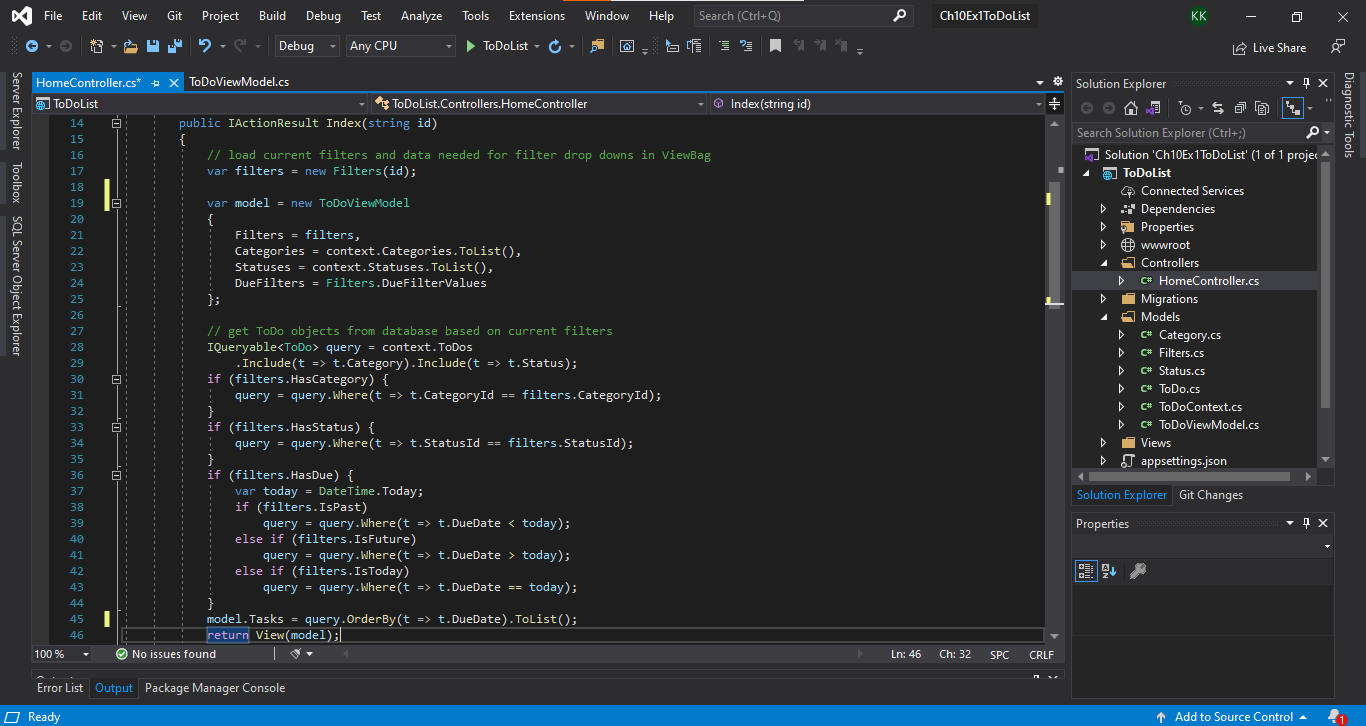 File Edit View Git Project Build Debug Test Analyze Tools Extensions Window Help Search (Ctrl+Q) Ch10Ex1ToDoList KK
Debug Any CPU ToDoList Live Share
Server Explorer
Toolbox
SQL Server Object Explorer
HomeController.cs* ToDoViewModel.cs
ToDoList ToDoList.Controllers.HomeController Index(string id)
14 public IActionResult Index(string id)
15 {
16 // load current filters and data needed for filter drop downs in ViewBag
17 var filters = new Filters(id);
18
19 var model = new ToDoViewModel
20 {
21 Filters = filters,
22 Categories = context.Categories.ToList(),
23 Statuses = context.Statuses.ToList(),
24 DueFilters = Filters.DueFilterValues
25 };
26
27 // get ToDo objects from database based on current filters
28 IQueryable<ToDo> query = context.ToDos
29 .Include(t => t.Category).Include(t => t.Status);
30 if (filters.HasCategory) {
31 query = query.Where(t => t.CategoryId == filters.CategoryId);
32 }
33 if (filters.HasStatus) {
34 query = query.Where(t => t.StatusId == filters.StatusId);
35 }
36 if (filters.HasDue) {
37 var today = DateTime.Today;
38 if (filters.IsPast)
39 query = query.Where(t => t.DueDate < today);
40 else if (filters.IsFuture)
41 query = query.Where(t => t.DueDate > today);
42 else if (filters.IsToday)
43 query = query.Where(t => t.DueDate == today);
44 }
45 model.Tasks = query.OrderBy(t => t.DueDate).ToList();
46 return View(model);
100 % No issues found Ln: 46 Ch: 32 SPC CRLF
Error List Output Package Manager Console
Solution Explorer
Search Solution Explorer (Ctrl+;)
Solution 'Ch10Ex1ToDoList' (1 of 1 projec
ToDoList
Connected Services
Dependencies
Properties
wwwroot
Controllers
C# HomeController.cs
Migrations
Models
C# Category.cs
C# Filters.cs
C# Status.cs
C# ToDo.cs
C# ToDoContext.cs
C# ToDoViewModel.cs
Views
appsettings.json
Solution Explorer Git Changes
Properties
Diagnostic Tools
Ready Add to Source Control 1